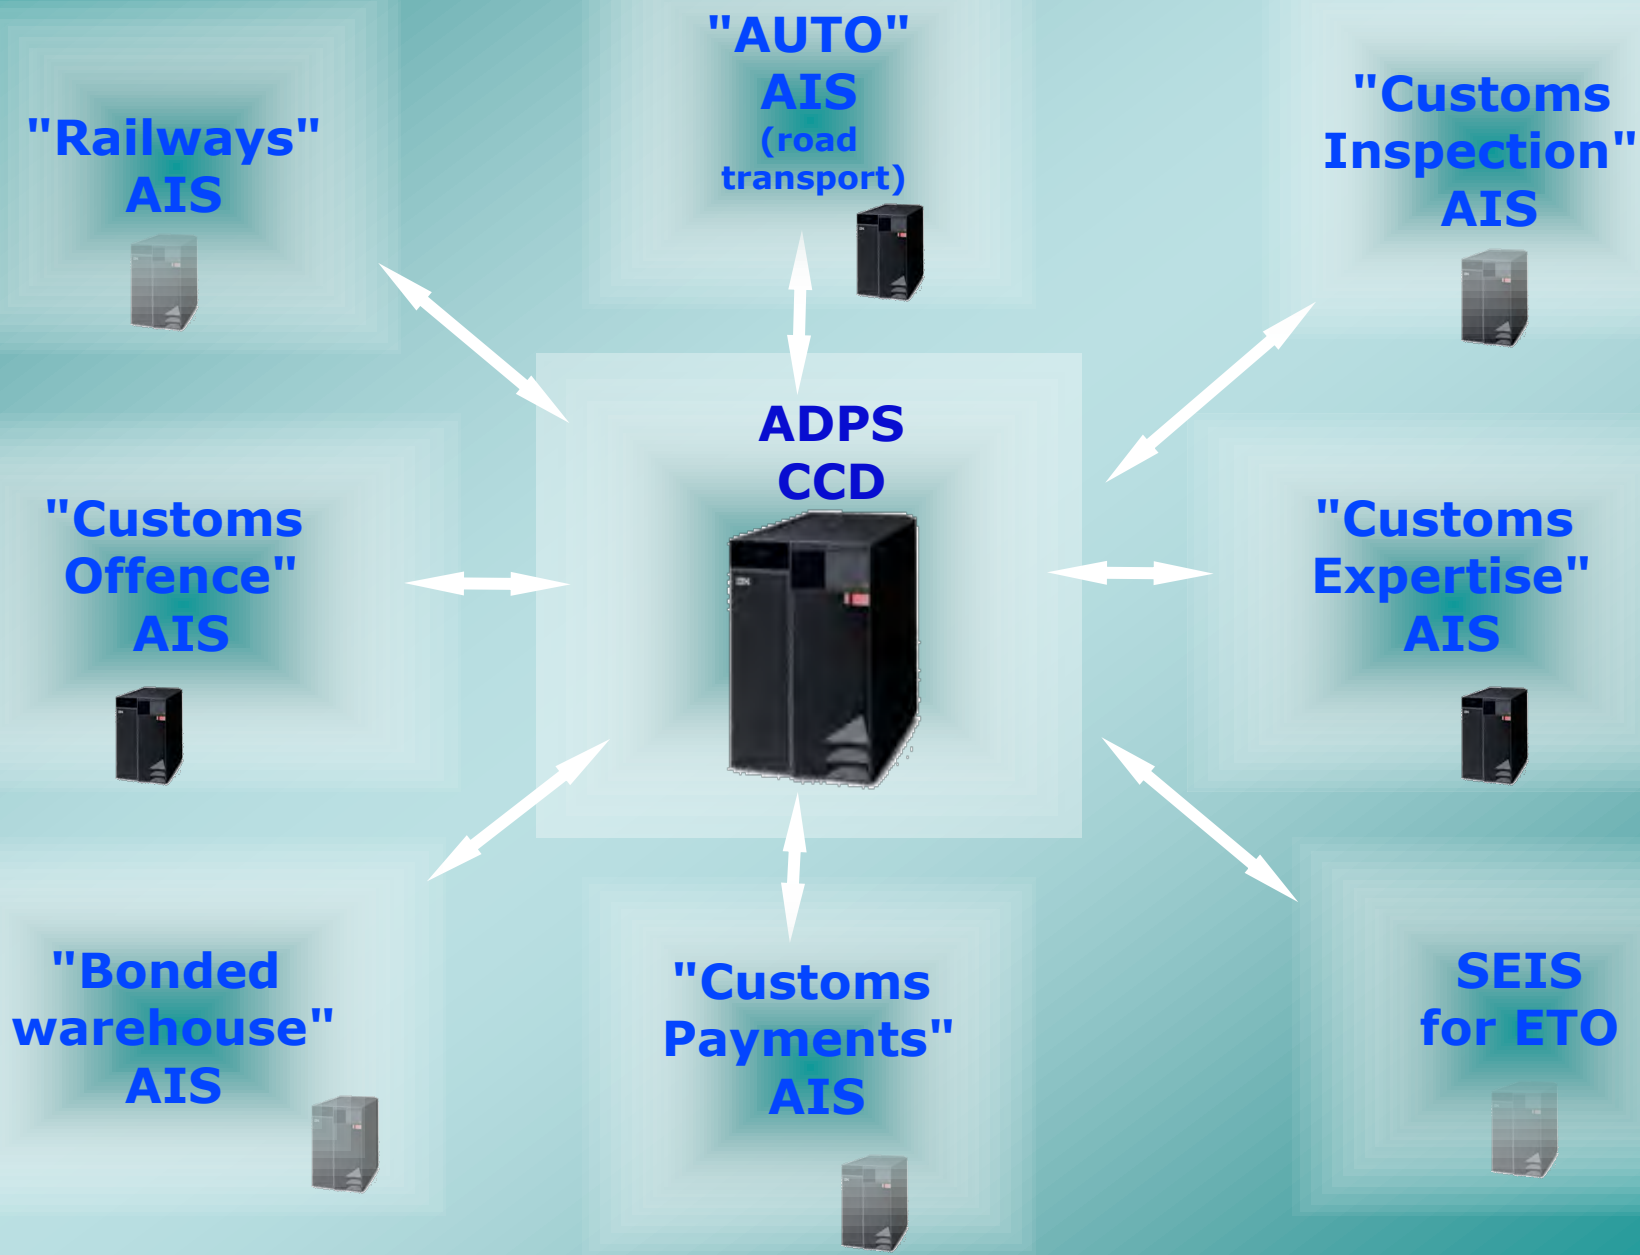 "AUTO"
AIS
(road
transport)
"Railways"
AIS
"Customs
Inspection"
AIS
ADPS
CCD
"Customs
Offence"
AIS
"Customs
Expertise"
AIS
"Bonded
warehouse"
AIS
"Customs
Payments"
AIS
SEIS
for ETO